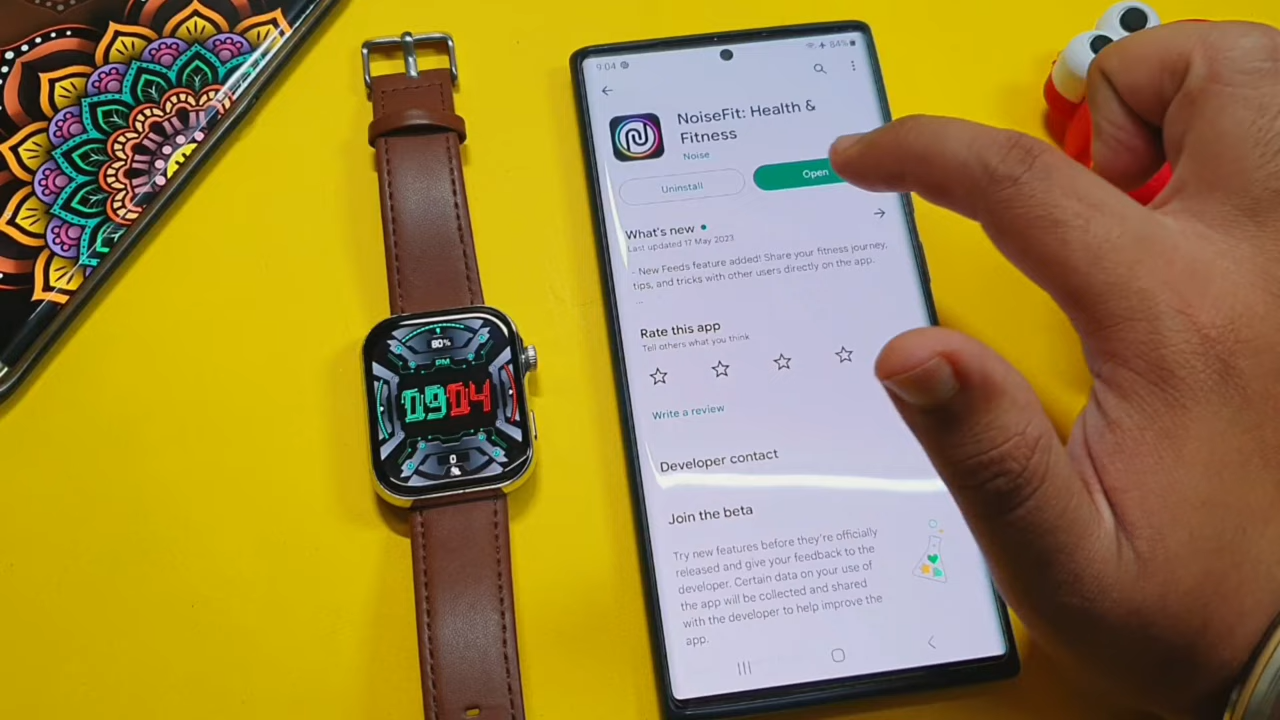 80%
PM
09 04
0
9:04
84%
NoiseFit: Health &
Fitness
Noise
Uninstall
Open
What's new
Last updated 17 May 2023
- New Feeds feature added! Share your fitness journey,
tips, and tricks with other users directly on the app.
...
Rate this app
Tell others what you think
Write a review
Developer contact
Join the beta
Try new features before they're officially
released and give your feedback to the
developer. Certain data on your use of
the app will be collected and shared
with the developer to help improve the
app.